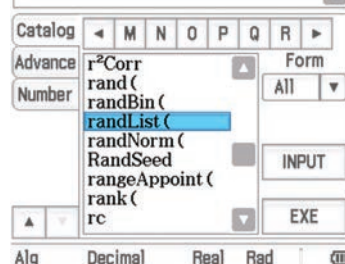 Catalog ◄ M N O P Q R ►
Advance
Number
r²Corr
rand(
randBin(
randList(
randNorm(
RandSeed
rangeAppoint(
rank(
rc
Form
All ▼
INPUT
EXE
Alg Decimal Real Rad